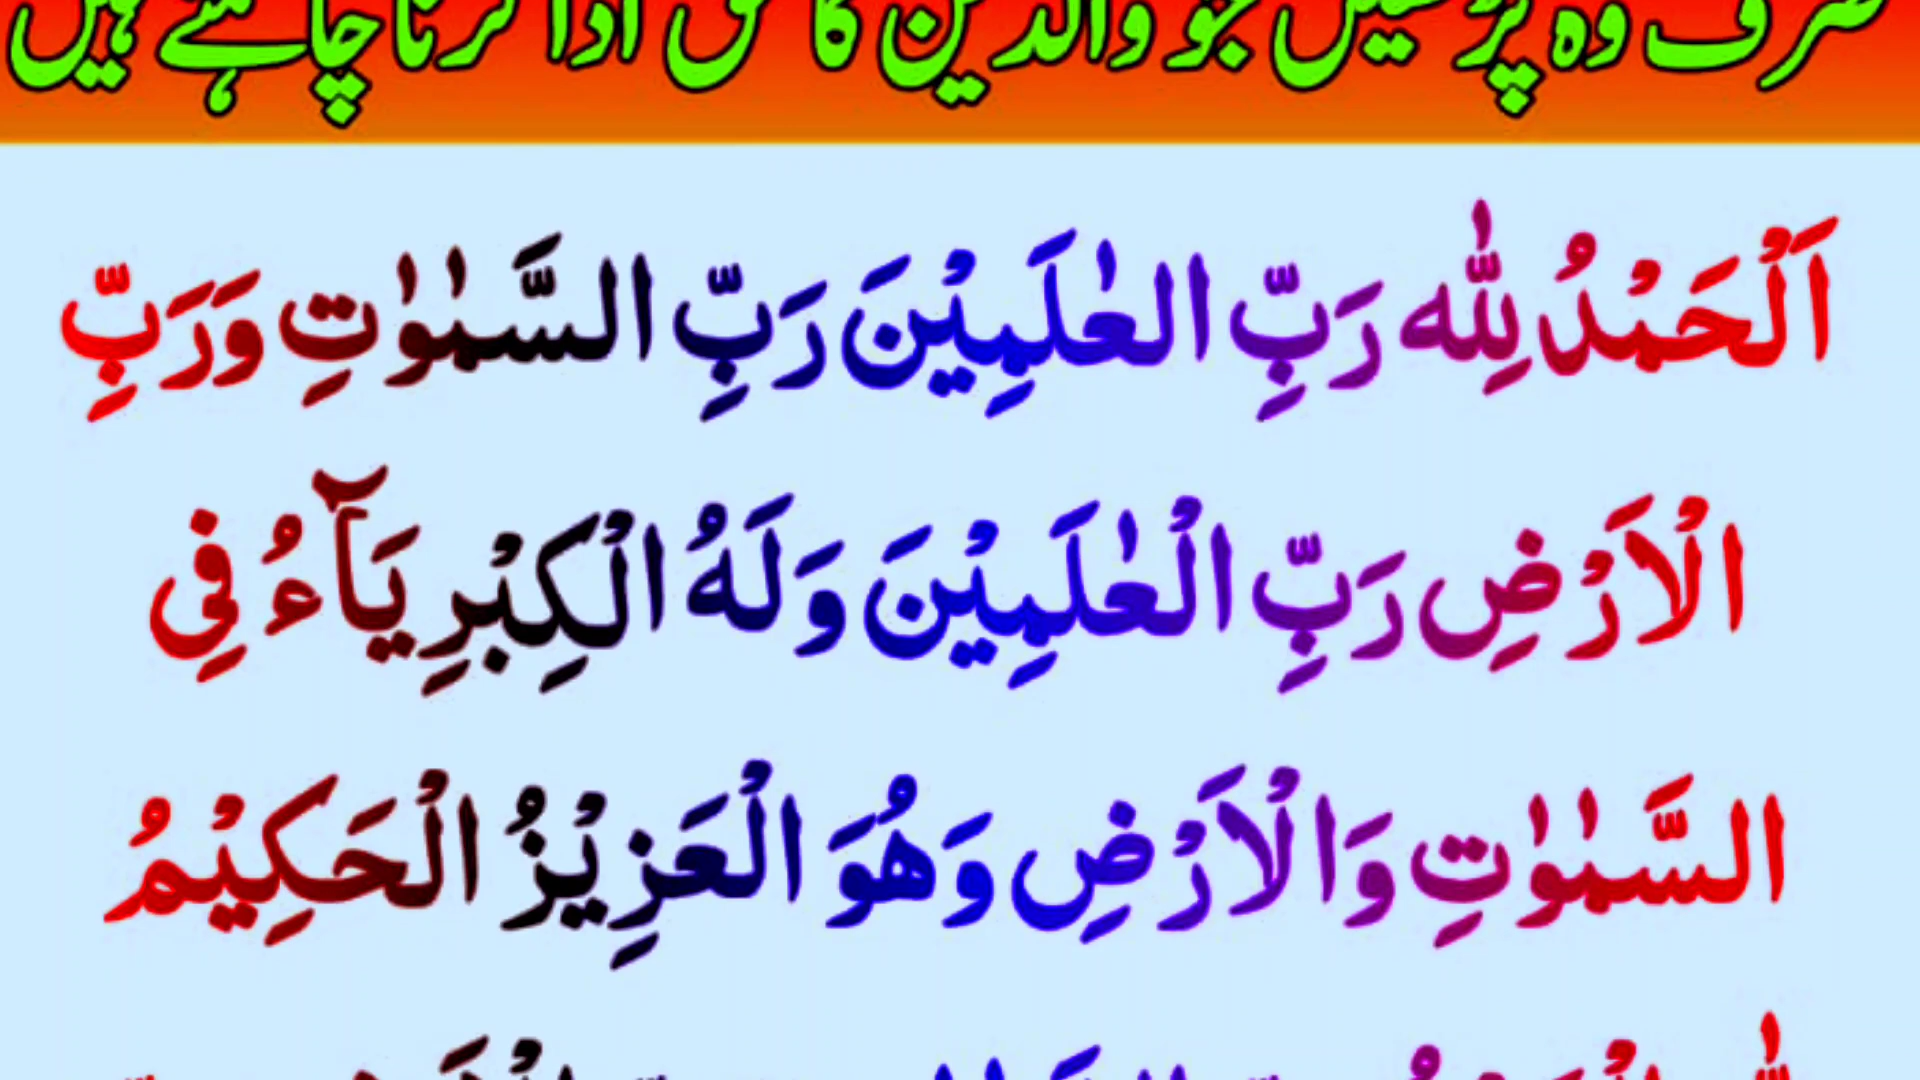 صرف وہ پڑھیں جو والدین کا حق ادا کرنا چاہتے ہیں
اَلْحَمْدُ لِلّٰه رَبِّ العٰلَمِيْنَ رَبِّ السَّمٰوٰتِ وَرَبِّ
الْاَرْضِ رَبِّ الْعٰلَمِيْنَ وَلَهُ الْكِبْرِيَآءُ فِي
السَّمٰوٰتِ وَالْاَرْضِ وَهُوَ الْعَزِيْزُ الْحَكِيْمُ